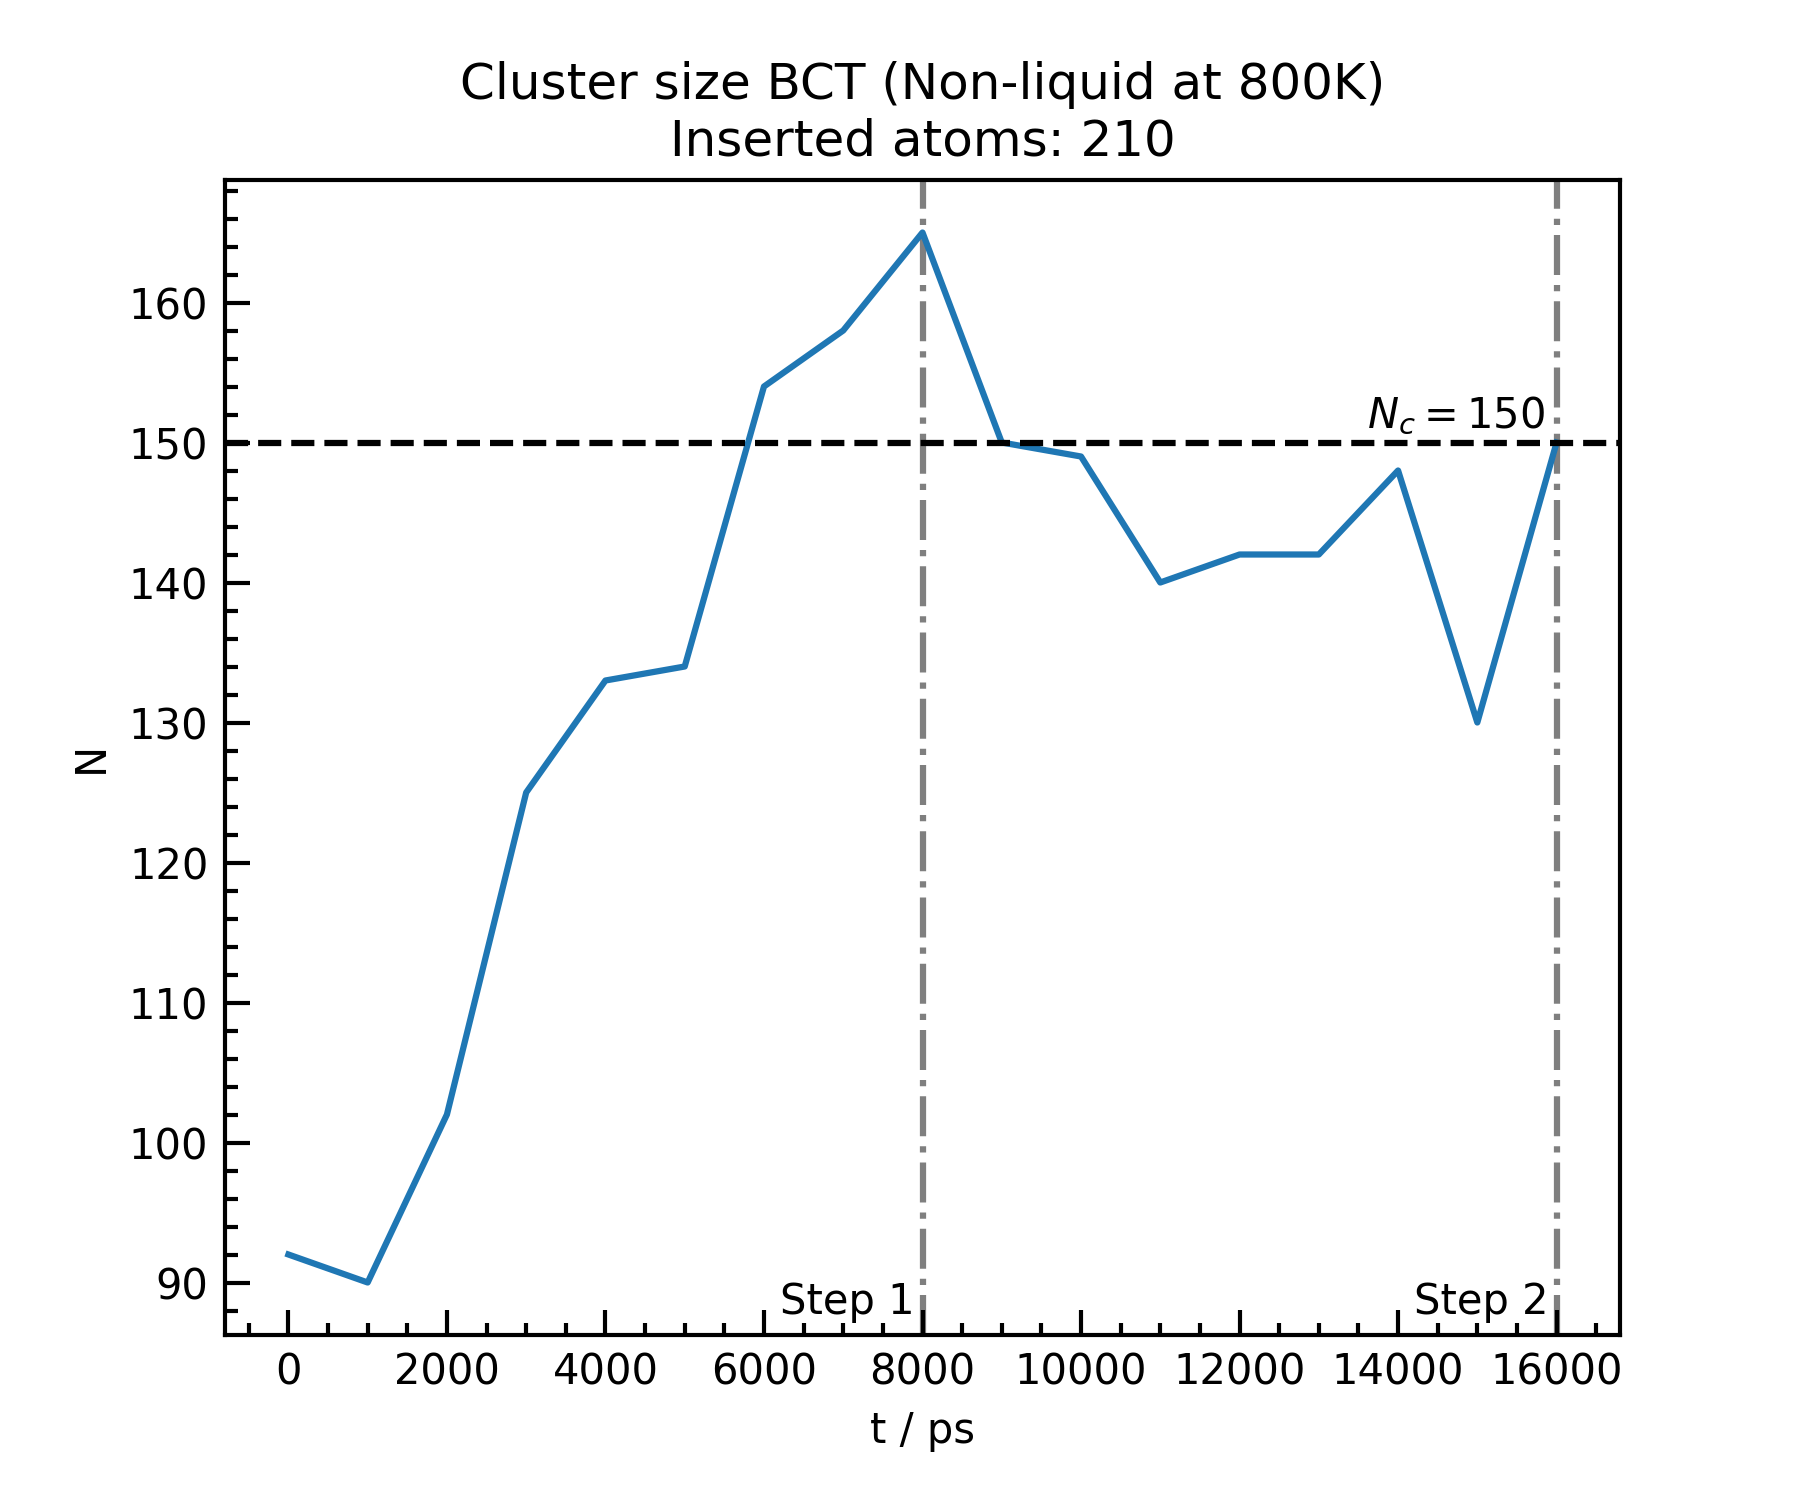 Cluster size BCT (Non-liquid at 800K)
Inserted atoms: 210
160
150
140
130
120
110
100
90
N
N_c = 150
Step 1
Step 2
0 2000 4000 6000 8000 10000 12000 14000 16000
t / ps